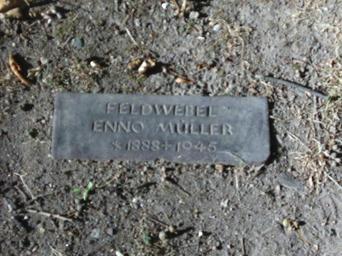 FELDWEBEL
ENNO MÜLLER
* 1888 + 1945